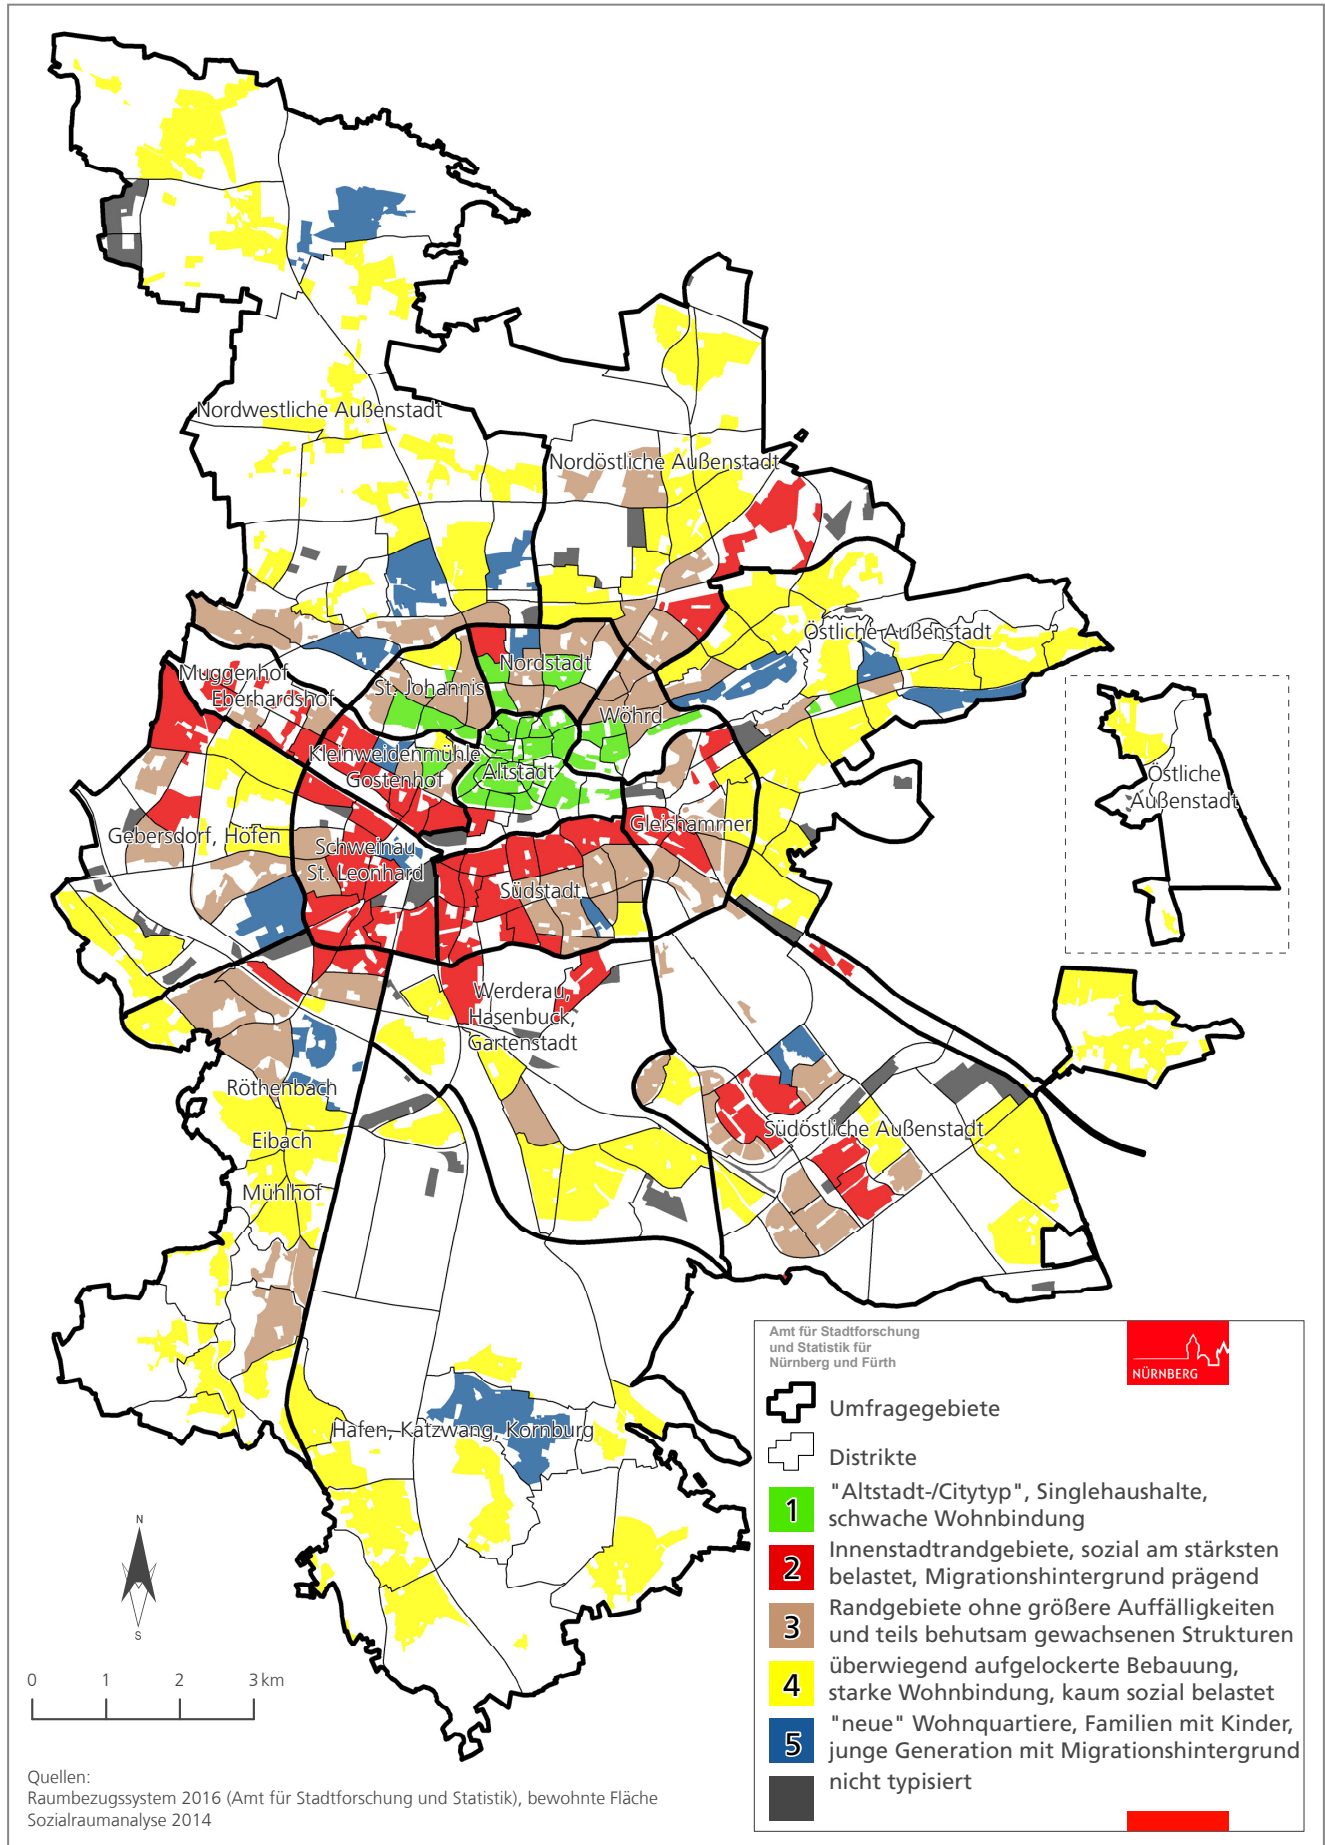 Nordwestliche Außenstadt
Nordöstliche Außenstadt
Östliche Außenstadt
Muggenhof
Eberhardshof
St. Johannis
Nordstadt
Wöhrd
Kleinweidenmühle
Gostenhof
Altstadt
Östliche
Außenstadt
Gebersdorf, Höfen
Schweinau
St. Leonhard
Gleishammer
Südstadt
Werderau,
Hasenbuck,
Gartenstadt
Röthenbach
Eibach
Mühlhof
Südöstliche Außenstadt
Hafen, Katzwang, Kornburg
Amt für Stadtforschung
und Statistik für
Nürnberg und Fürth
NÜRNBERG
Umfragegebiete
Distrikte
1 "Altstadt-/Citytyp", Singlehaushalte,
schwache Wohnbindung
2 Innenstadtrandgebiete, sozial am stärksten
belastet, Migrationshintergrund prägend
3 Randgebiete ohne größere Auffälligkeiten
und teils behutsam gewachsenen Strukturen
4 überwiegend aufgelockerte Bebauung,
starke Wohnbindung, kaum sozial belastet
5 "neue" Wohnquartiere, Familien mit Kinder,
junge Generation mit Migrationshintergrund
nicht typisiert
N
S
0 1 2 3 km
Quellen:
Raumbezugssystem 2016 (Amt für Stadtforschung und Statistik), bewohnte Fläche
Sozialraumanalyse 2014